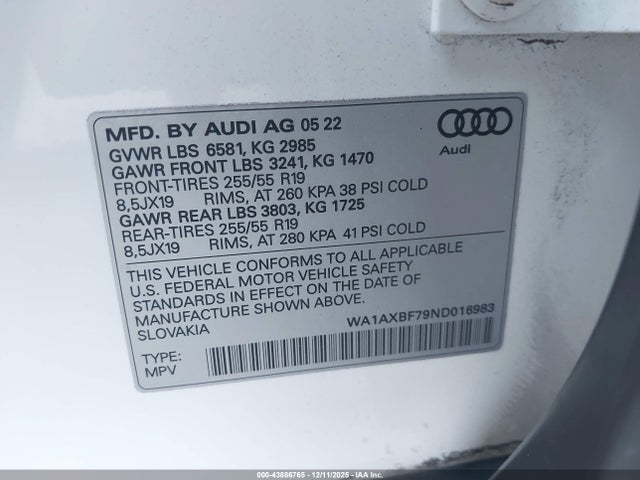 MFD. BY AUDI AG 05 22
GVWR LBS 6581, KG 2985
GAWR FRONT LBS 3241, KG 1470
FRONT-TIRES 255/55 R19
8,5JX19 RIMS, AT 260 KPA 38 PSI COLD
GAWR REAR LBS 3803, KG 1725
REAR-TIRES 255/55 R19
8,5JX19 RIMS, AT 280 KPA 41 PSI COLD
Audi
THIS VEHICLE CONFORMS TO ALL APPLICABLE
U.S. FEDERAL MOTOR VEHICLE SAFETY
STANDARDS IN EFFECT ON THE DATE OF
MANUFACTURE SHOWN ABOVE.
SLOVAKIA
WA1AXBF79ND016983
TYPE:
MPV
000-43886765 - 12/11/2025 - IAAI.COM